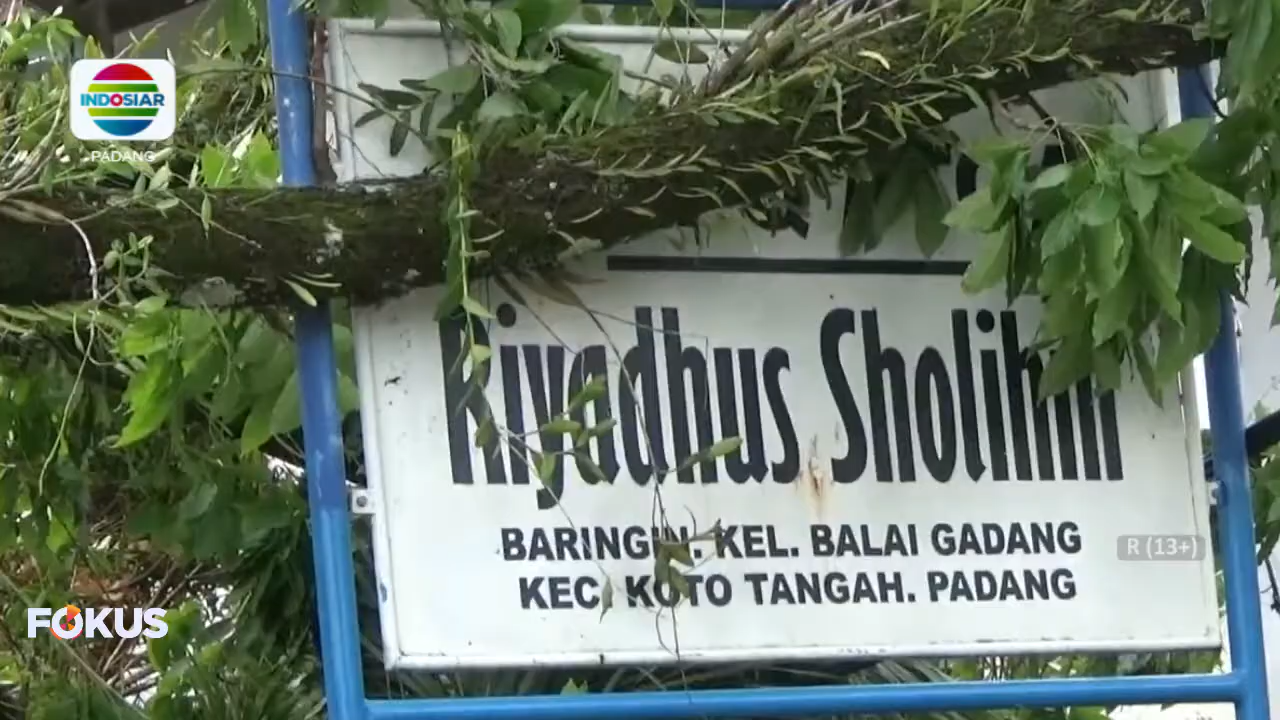 INDOSIAR
PADANG
Riyadhus Sholihin
BARINGIN. KEL. BALAI GADANG
R (13+)
KEC. KOTO TANGAH. PADANG
FOKUS